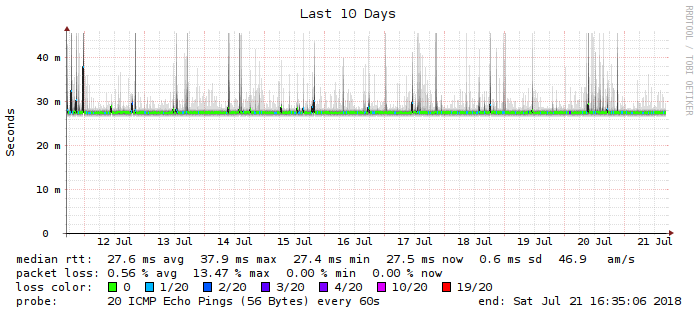 Last 10 Days
RRDTOOL / TOBI OETIKER
Seconds
40 m
30 m
20 m
10 m
0
12 Jul 13 Jul 14 Jul 15 Jul 16 Jul 17 Jul 18 Jul 19 Jul 20 Jul 21 Jul
median rtt: 27.6 ms avg 37.9 ms max 27.4 ms min 27.5 ms now 0.6 ms sd 46.9 am/s
packet loss: 0.56 % avg 13.47 % max 0.00 % min 0.00 % now
loss color: 0 1/20 2/20 3/20 4/20 10/20 19/20
probe: 20 ICMP Echo Pings (56 Bytes) every 60s end: Sat Jul 21 16:35:06 2018